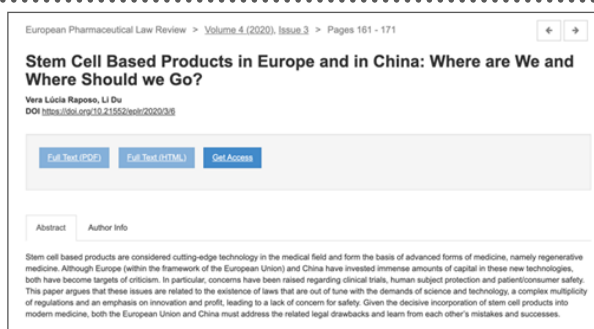 European Pharmaceutical Law Review > Volume 4 (2020), Issue 3 > Pages 161 - 171
Stem Cell Based Products in Europe and in China: Where are We and
Where Should we Go?
Vera Lúcia Raposo, Li Du
DOI https://doi.org/10.21552/eplr/2020/3/6
Full Text (PDF)
Full Text (HTML)
Get Access
Abstract
Author Info
Stem cell based products are considered cutting-edge technology in the medical field and form the basis of advanced forms of medicine, namely regenerative
medicine. Although Europe (within the framework of the European Union) and China have invested immense amounts of capital in these new technologies,
both have become targets of criticism. In particular, concerns have been raised regarding clinical trials, human subject protection and patient/consumer safety.
This paper argues that these issues are related to the existence of laws that are out of tune with the demands of science and technology, a complex multiplicity
of regulations and an emphasis on innovation and profit, leading to a lack of concern for safety. Given the decisive incorporation of stem cell products into
modern medicine, both the European Union and China must address the related legal drawbacks and learn from each other's mistakes and successes.